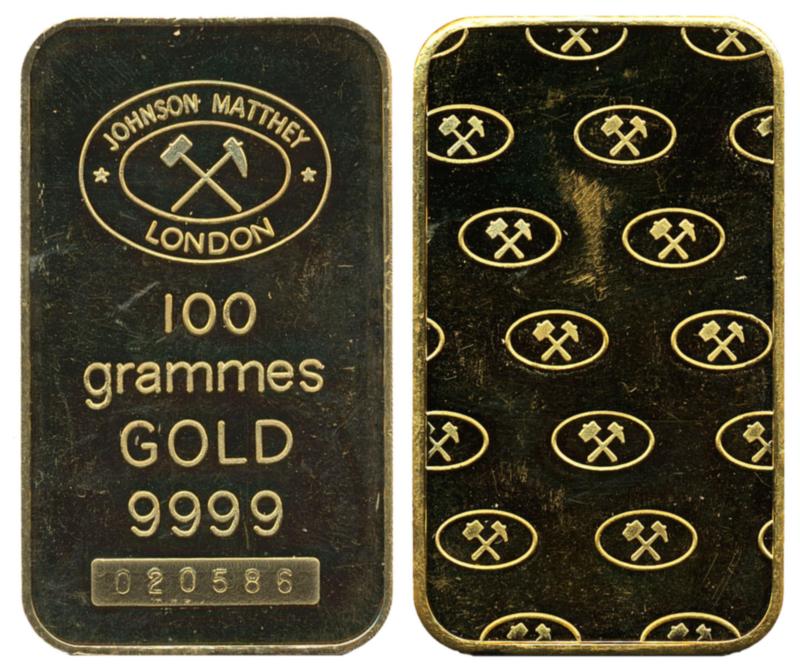 JOHNSON MATTHEY
LONDON
100
grammes
GOLD
9999
020586